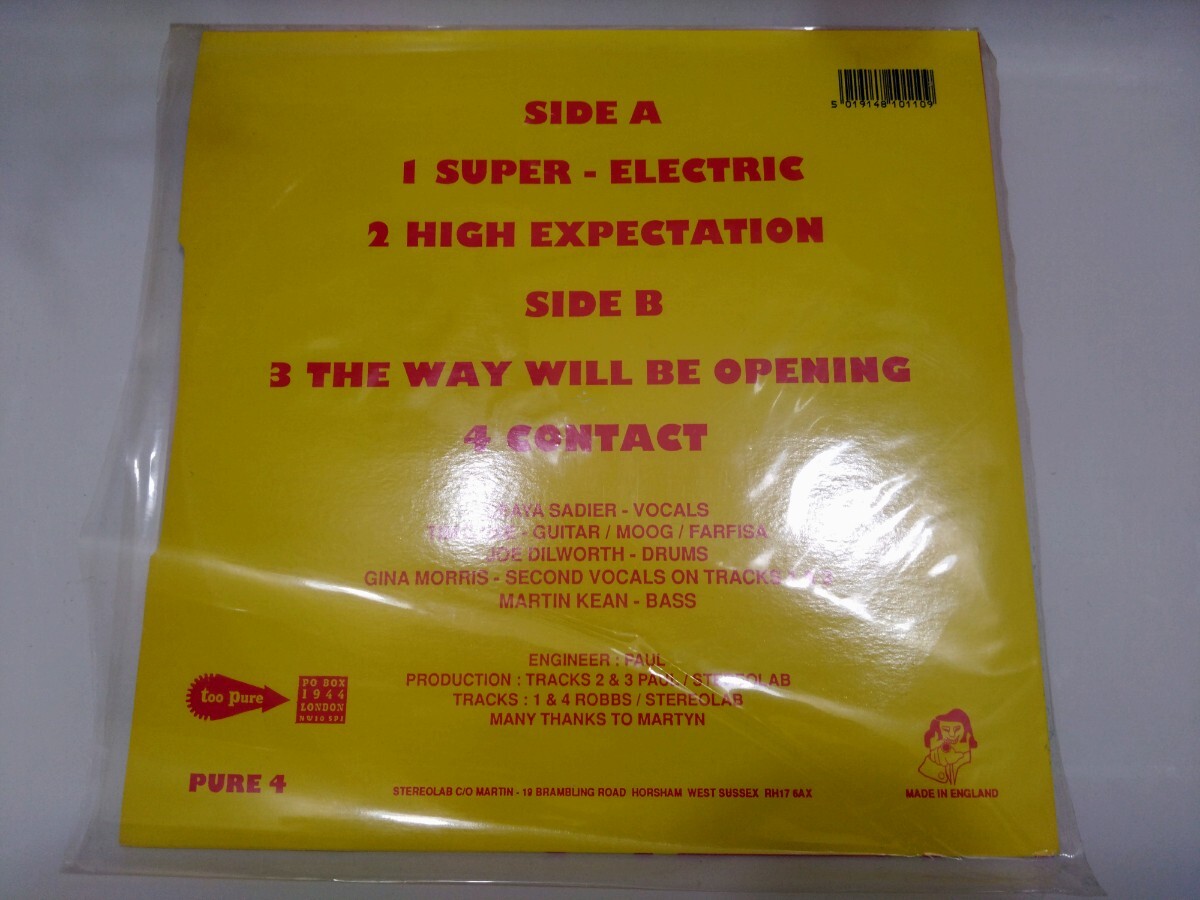 5 019148 101109
SIDE A
1 SUPER - ELECTRIC
2 HIGH EXPECTATION
SIDE B
3 THE WAY WILL BE OPENING
4 CONTACT
SADIER - VOCALS
- GUITAR / MOOG / FARFISA
JOE DILWORTH - DRUMS
GINA MORRIS - SECOND VOCALS ON TRACKS
MARTIN KEAN - BASS
ENGINEER : PAUL
PRODUCTION : TRACKS 2 & 3 PAUL / STEREOLAB
TRACKS : 1 & 4 ROBBS / STEREOLAB
MANY THANKS TO MARTYN
too pure
PO BOX
1944
LONDON
NW10 5PJ
PURE 4
STEREOLAB C/O MARTIN - 19 BRAMBLING ROAD HORSHAM WEST SUSSEX RH17 6AX
MADE IN ENGLAND